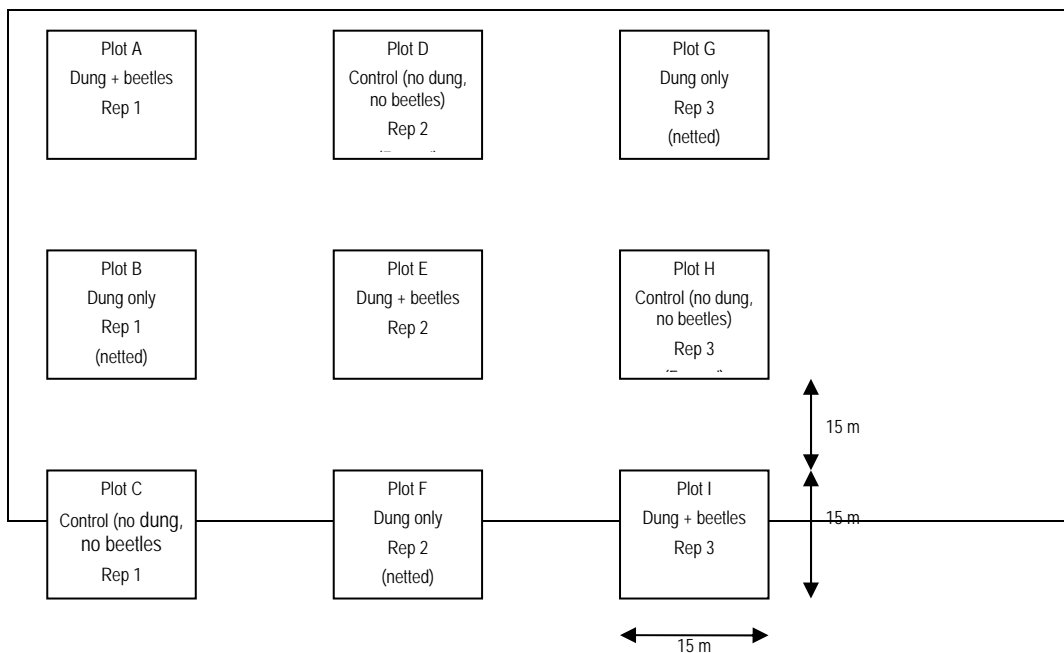 Plot A
Dung + beetles
Rep 1
Plot D
Control (no dung,
no beetles)
Rep 2
Plot G
Dung only
Rep 3
(netted)
Plot B
Dung only
Rep 1
(netted)
Plot E
Dung + beetles
Rep 2
Plot H
Control (no dung,
no beetles)
Rep 3
15 m
Plot C
Control (no dung,
no beetles
Rep 1
Plot F
Dung only
Rep 2
(netted)
Plot I
Dung + beetles
Rep 3
15 m
15 m